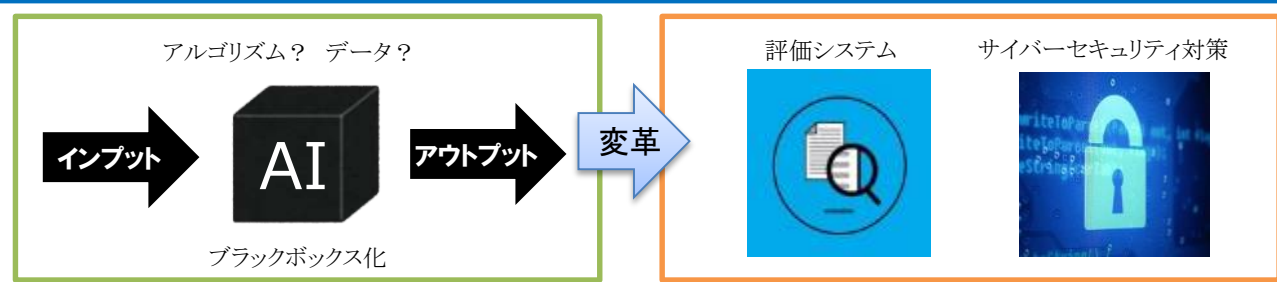 アルゴリズム？ データ？
インプット
AI
アウトプット
ブラックボックス化
変革
評価システム
サイバーセキュリティ対策